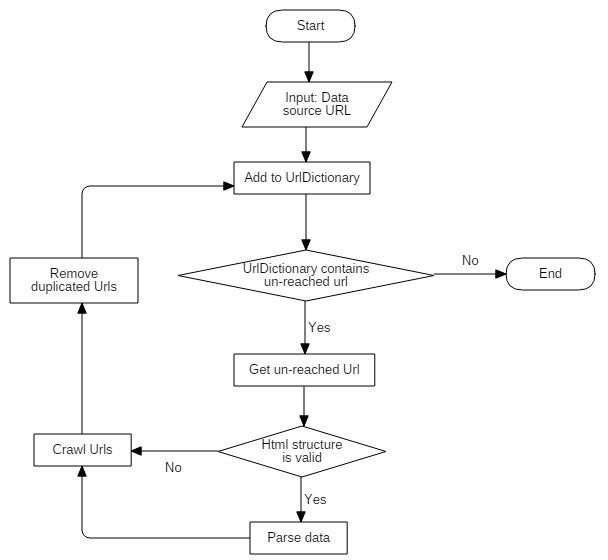 Start
Input: Data
source URL
Add to UrlDictionary
UrlDictionary contains
un-reached url
No
End
Remove
duplicated Urls
Yes
Get un-reached Url
Html structure
is valid
Crawl Urls
No
Yes
Parse data